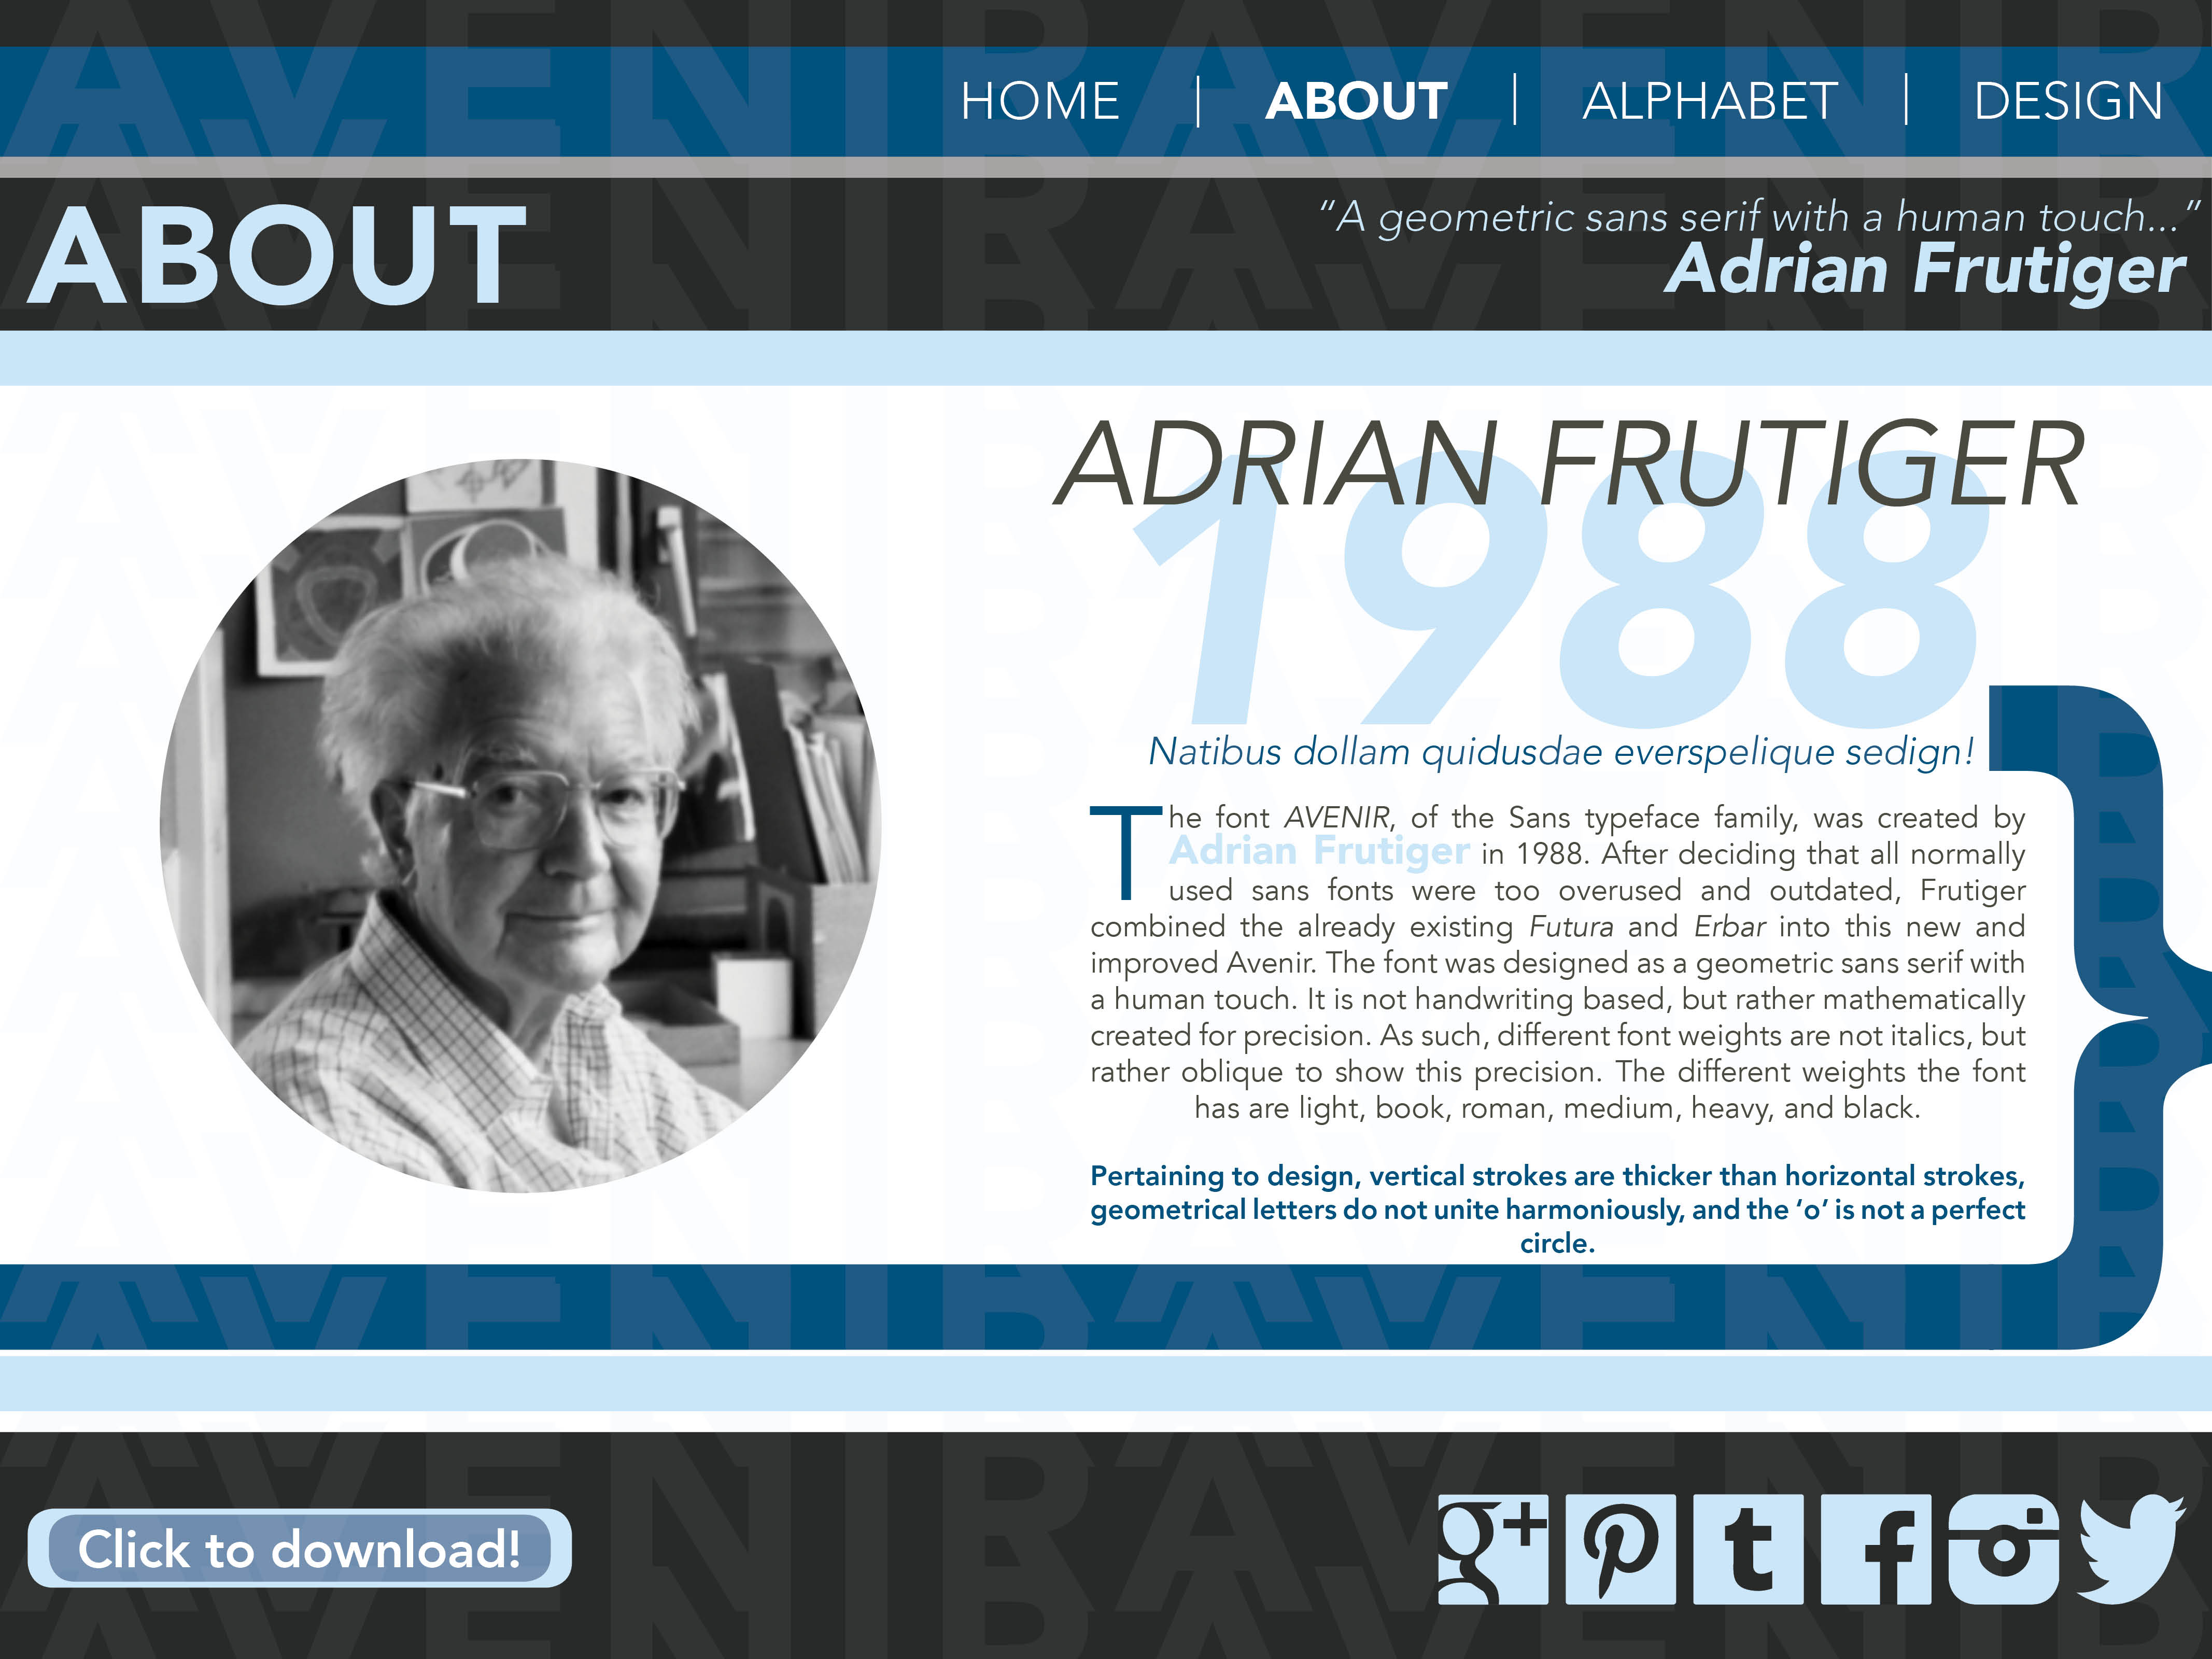 HOME | ABOUT | ALPHABET | DESIGN
ABOUT
“A geometric sans serif with a human touch...”
Adrian Frutiger
ADRIAN FRUTIGER
1988
Natibus dollam quidusdae everspelique sedign!
The font AVENIR, of the Sans typeface family, was created by
Adrian Frutiger in 1988. After deciding that all normally
used sans fonts were too overused and outdated, Frutiger
combined the already existing Futura and Erbar into this new and
improved Avenir. The font was designed as a geometric sans serif with
a human touch. It is not handwriting based, but rather mathematically
created for precision. As such, different font weights are not italics, but
rather oblique to show this precision. The different weights the font
has are light, book, roman, medium, heavy, and black.
Pertaining to design, vertical strokes are thicker than horizontal strokes,
geometrical letters do not unite harmoniously, and the ‘o’ is not a perfect
circle.
Click to download!